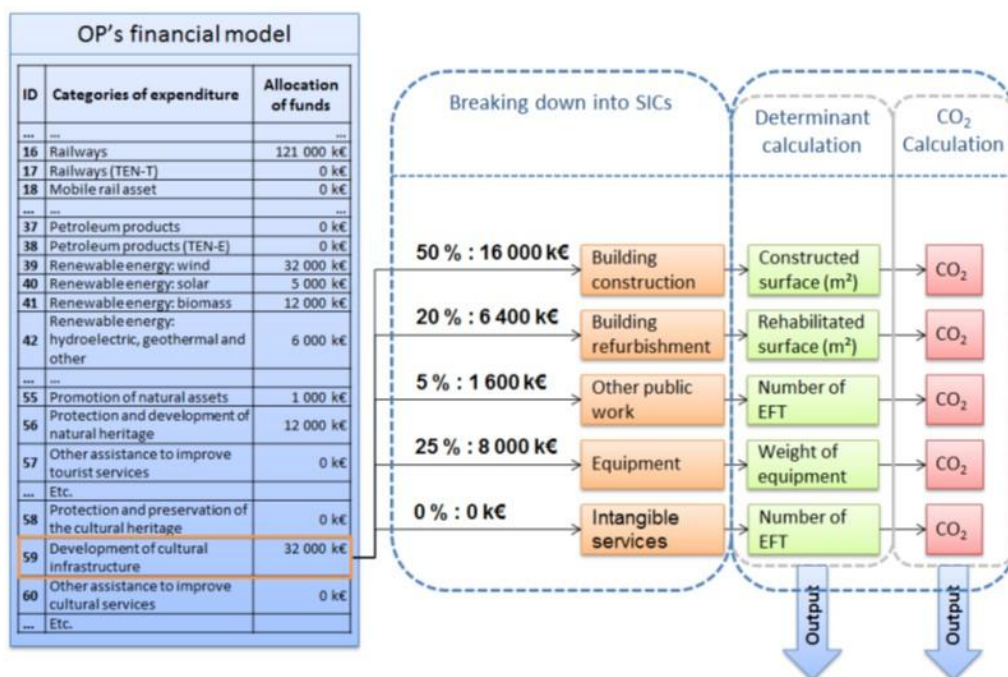 OP's financial model
ID Categories of expenditure Allocation of funds
... ... ...
16 Railways 121 000 k€
17 Railways (TEN-T) 0 k€
18 Mobile rail asset 0 k€
... ... ...
37 Petroleum products 0 k€
38 Petroleum products (TEN-E) 0 k€
39 Renewable energy: wind 32 000 k€
40 Renewable energy: solar 5 000 k€
41 Renewable energy: biomass 12 000 k€
Renewable energy:
42 hydroelectric, geothermal and 6 000 k€
other
... ...
55 Promotion of natural assets 1 000 k€
56 Protection and development of 12 000 k€
natural heritage
57 Other assistance to improve 0 k€
tourist services
... Etc.
58 Protection and preservation of 0 k€
the cultural heritage
59 Development of cultural 32 000 k€
infrastructure
60 Other assistance to improve 0 k€
cultural services
... Etc.
Breaking down into SICs
Determinant
calculation
CO₂
Calculation
50 % : 16 000 k€
Building
construction
Constructed
surface (m²)
CO₂
20 % : 6 400 k€
Building
refurbishment
Rehabilitated
surface (m²)
CO₂
5 % : 1 600 k€
Other public
work
Number of
EFT
CO₂
25 % : 8 000 k€
Equipment
Weight of
equipment
CO₂
0 % : 0 k€
Intangible
services
Number of
EFT
CO₂
Output
Output